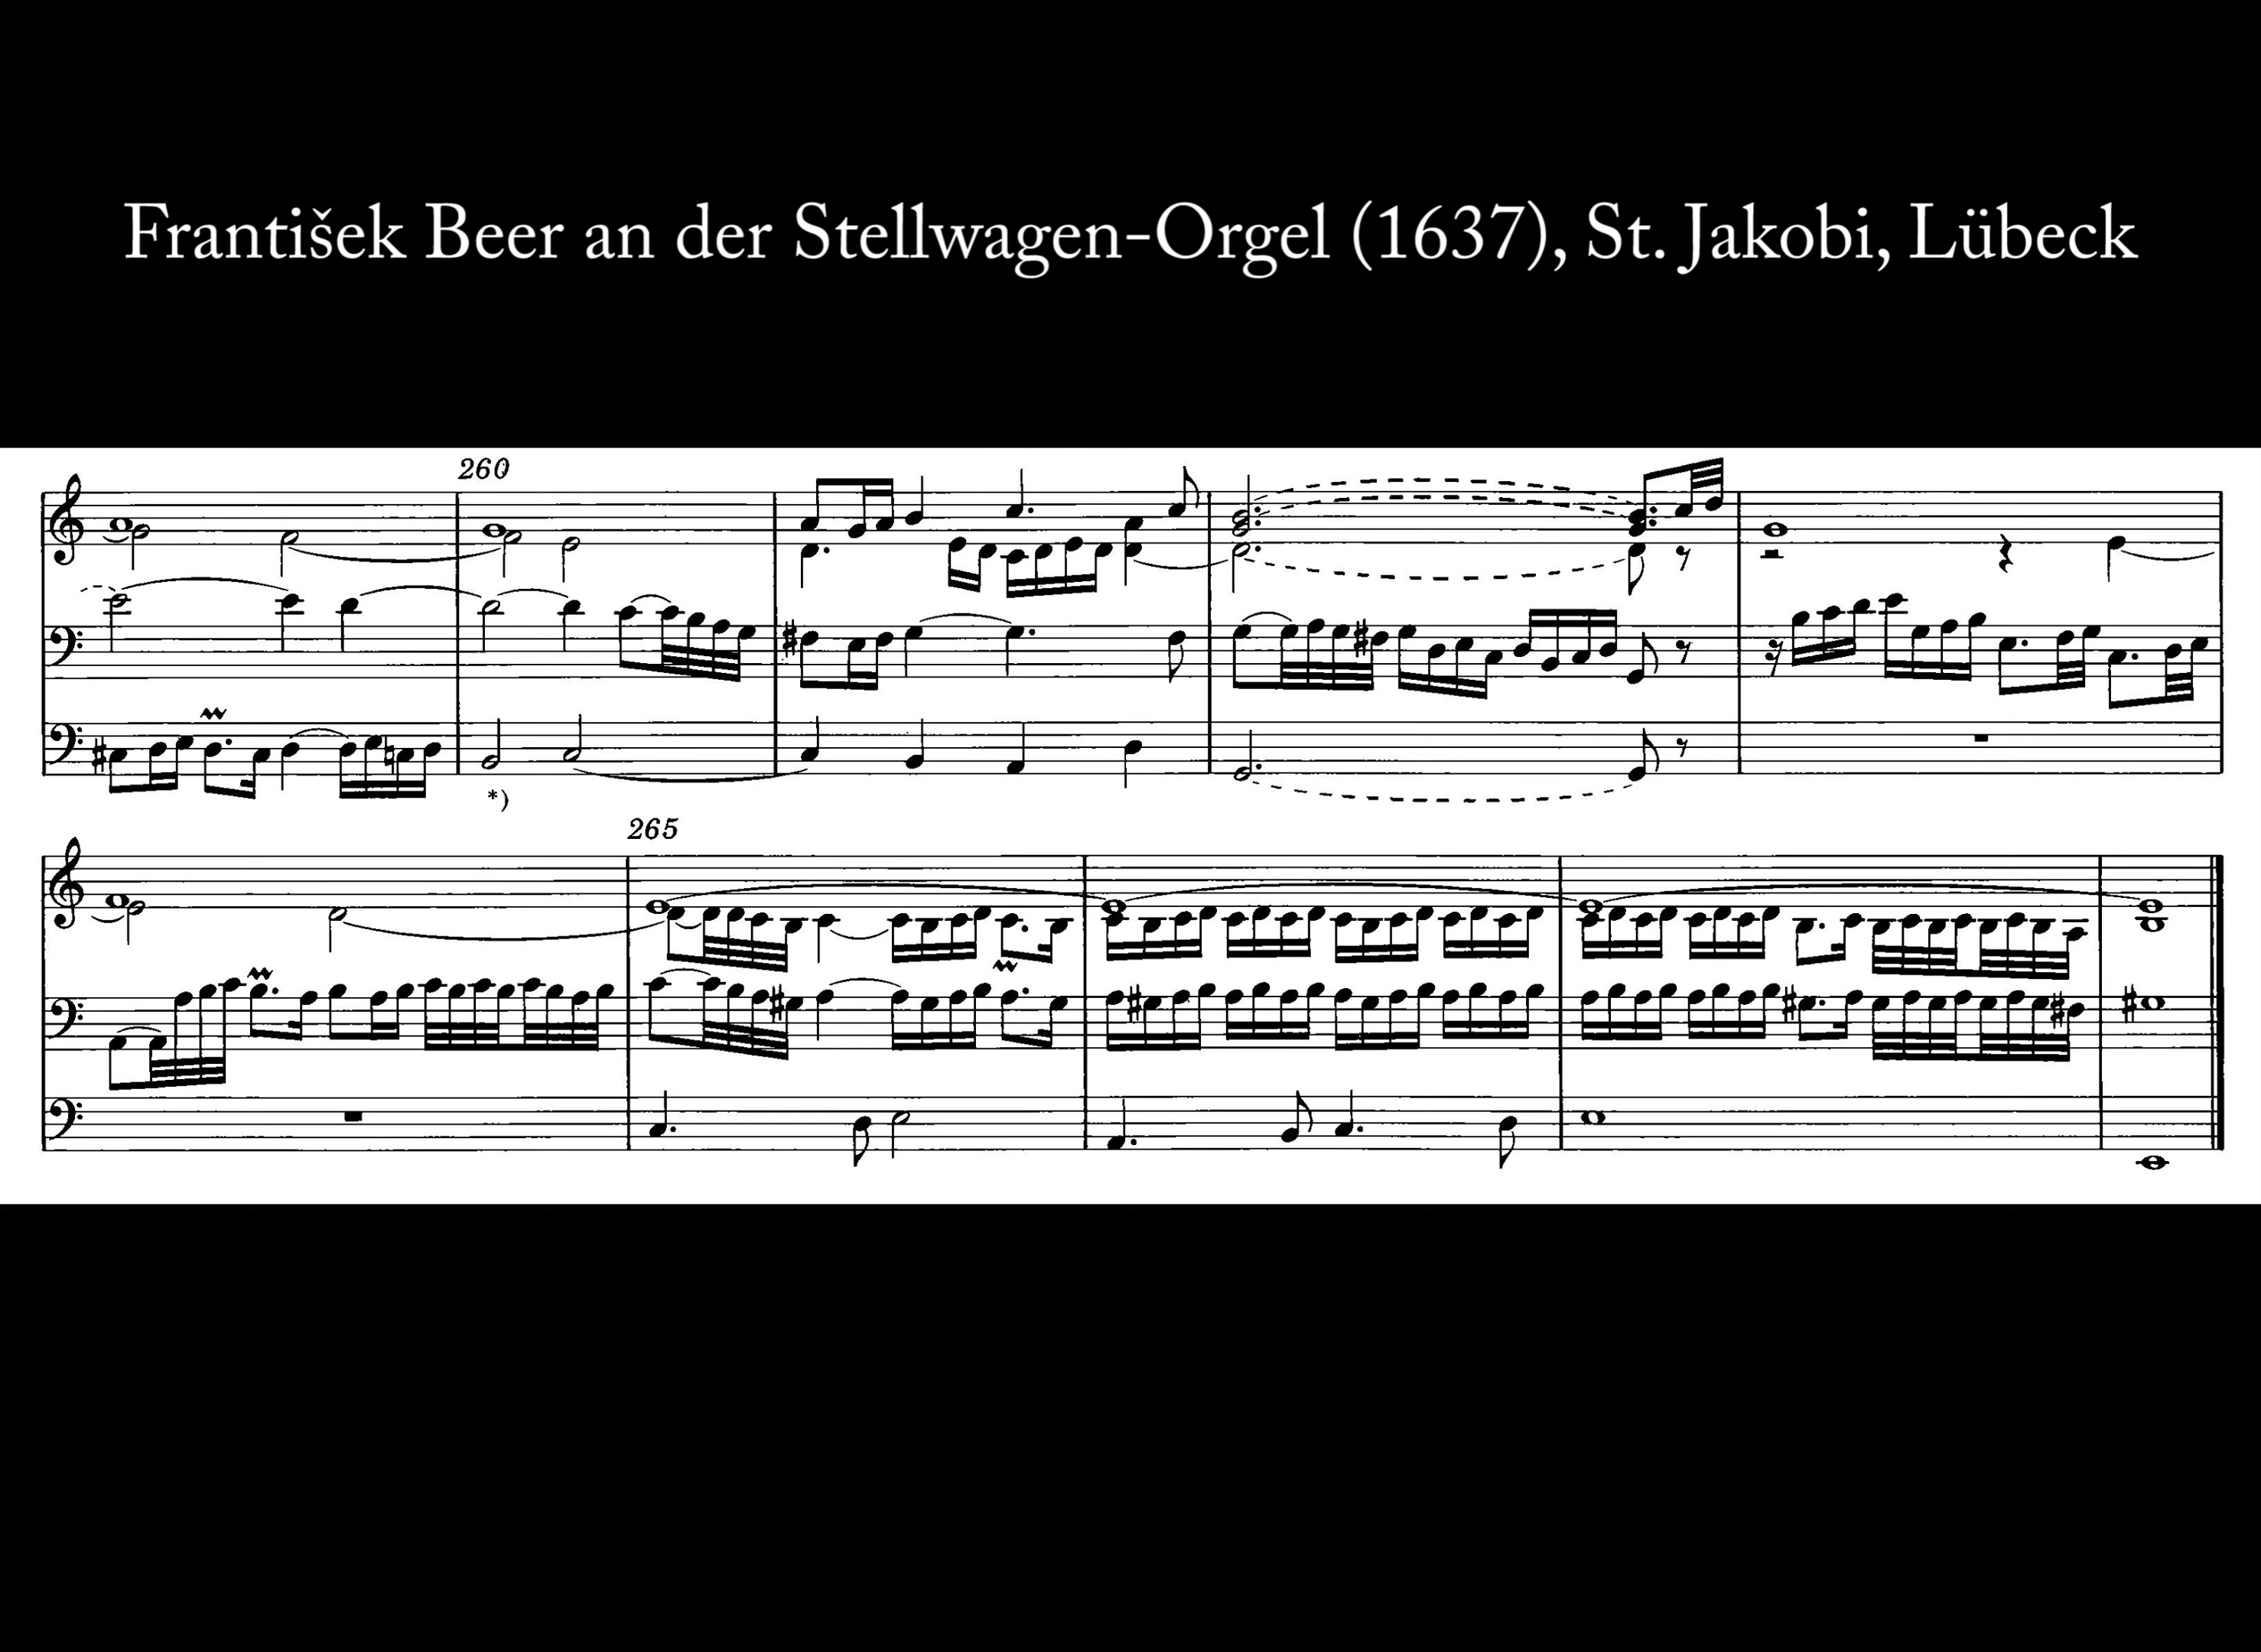 František Beer an der Stellwagen-Orgel (1637), St. Jakobi, Lübeck
260
*)
265